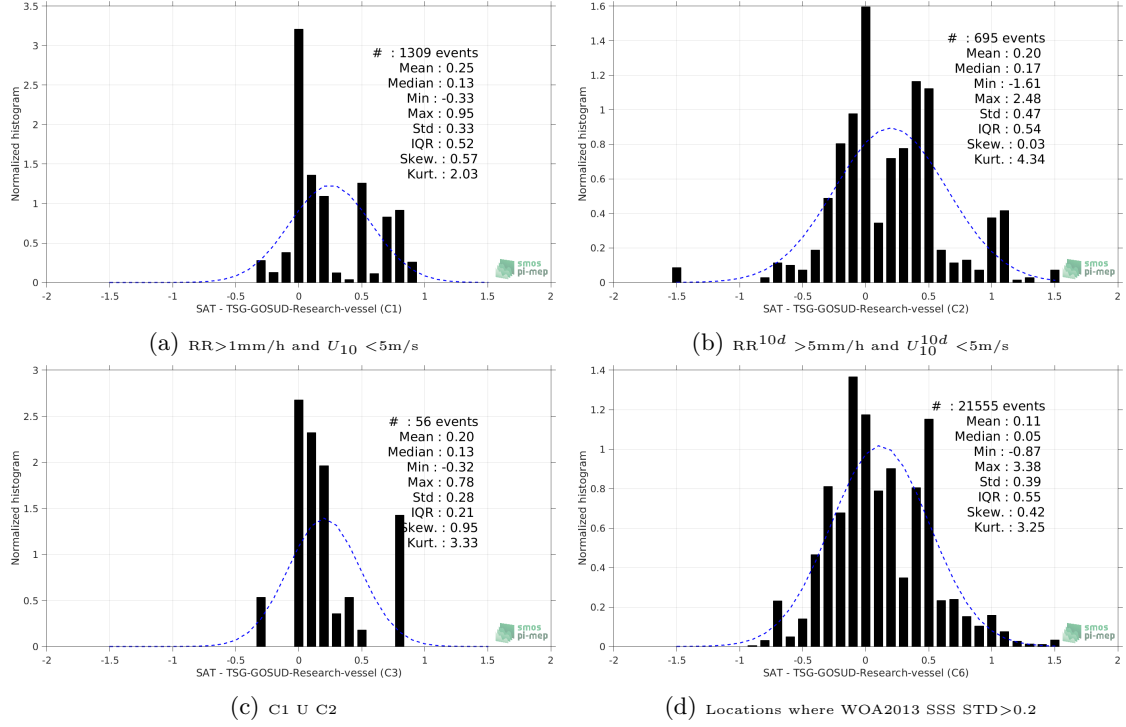 3.5
3
2.5
2
1.5
1
0.5
0
-2
-1.5
-1
-0.5
0
0.5
1
1.5
2
Normalized histogram
SAT - TSG-GOSUD-Research-vessel (C1)
# : 1309 events
Mean : 0.25
Median : 0.13
Min : -0.33
Max : 0.95
Std : 0.33
IQR : 0.52
Skew. : 0.57
Kurt. : 2.03
smos
pi-mep
(a) RR>1mm/h and U10 <5m/s
1.6
1.4
1.2
1
0.8
0.6
0.4
0.2
0
-2
-1.5
-1
-0.5
0
0.5
1
1.5
2
Normalized histogram
SAT - TSG-GOSUD-Research-vessel (C2)
# : 695 events
Mean : 0.20
Median : 0.17
Min : -1.61
Max : 2.48
Std : 0.47
IQR : 0.54
Skew. : 0.03
Kurt. : 4.34
smos
pi-mep
(b) RR10d >5mm/h and U10d10 <5m/s
3
2.5
2
1.5
1
0.5
0
-2
-1.5
-1
-0.5
0
0.5
1
1.5
2
Normalized histogram
SAT - TSG-GOSUD-Research-vessel (C3)
# : 56 events
Mean : 0.20
Median : 0.13
Min : -0.32
Max : 0.78
Std : 0.28
IQR : 0.21
Skew. : 0.95
Kurt. : 3.33
smos
pi-mep
(c) C1 U C2
1.4
1.2
1
0.8
0.6
0.4
0.2
0
-2
-1.5
-1
-0.5
0
0.5
1
1.5
2
Normalized histogram
SAT - TSG-GOSUD-Research-vessel (C6)
# : 21555 events
Mean : 0.11
Median : 0.05
Min : -0.87
Max : 3.38
Std : 0.39
IQR : 0.55
Skew. : 0.42
Kurt. : 3.25
smos
pi-mep
(d) Locations where WOA2013 SSS STD>0.2